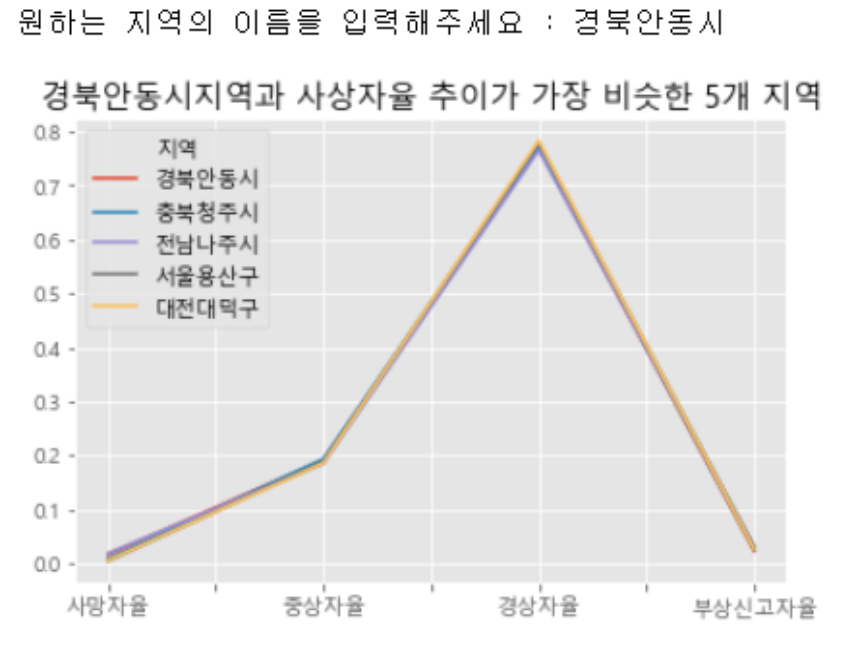 원하는 지역의 이름을 입력해주세요 : 경북안동시
경북안동시지역과 사상자율 추이가 가장 비슷한 5개 지역
지역
경북안동시
충북청주시
전남나주시
서울용산구
대전대덕구
0.8
0.7
0.6
0.5
0.4
0.3
0.2
0.1
0.0
사망자율 중상자율 경상자율 부상신고자율